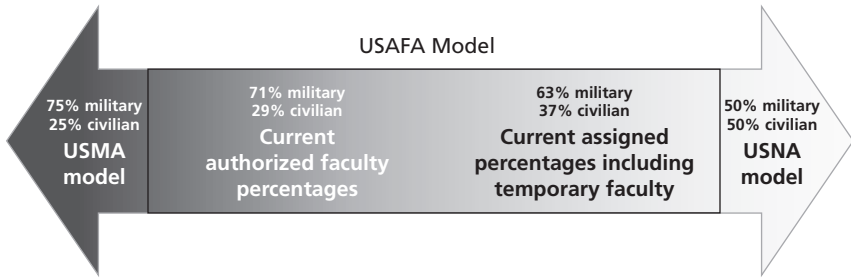 USAFA Model
75% military
25% civilian
USMA
model
71% military
29% civilian
Current
authorized faculty
percentages
63% military
37% civilian
Current assigned
percentages including
temporary faculty
50% military
50% civilian
USNA
model